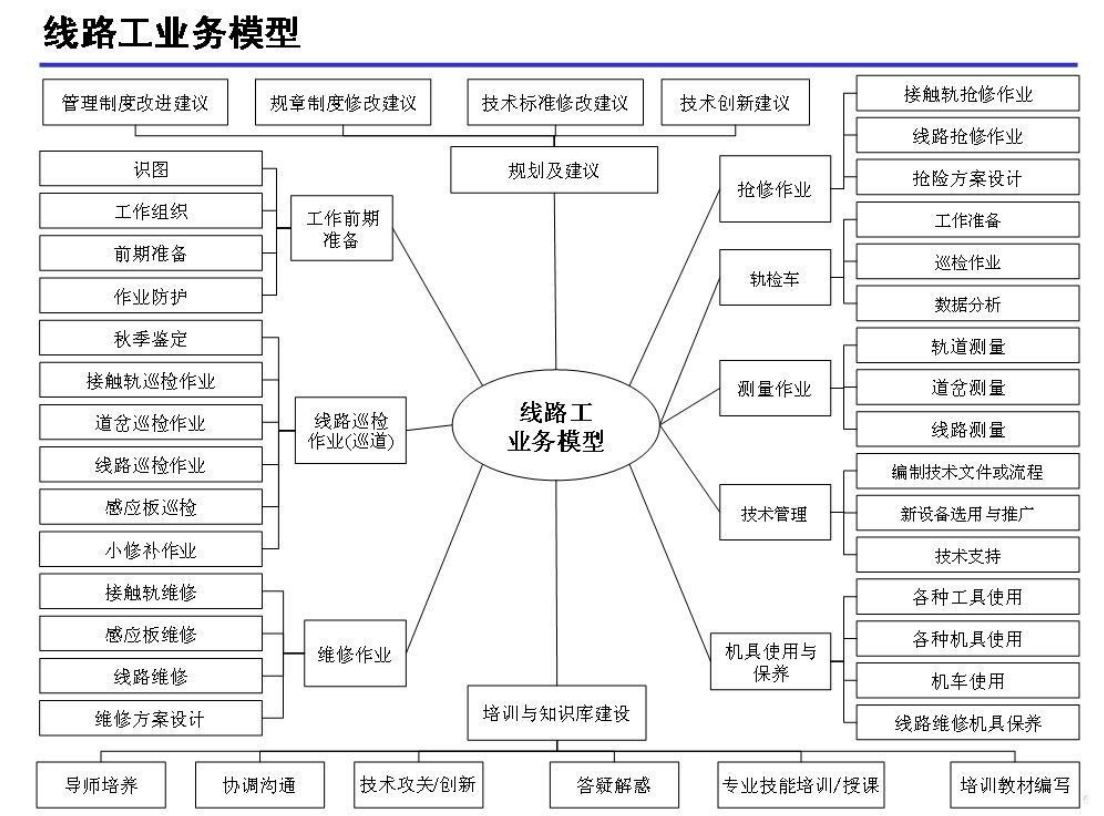 线路工业务模型
管理制度改进建议
规章制度修改建议
技术标准修改建议
技术创新建议
规划及建议
识图
工作组织
前期准备
作业防护
工作前期
准备
秋季鉴定
接触轨巡检作业
道岔巡检作业
线路巡检作业
感应板巡检
小修补作业
线路巡检
作业(巡道)
接触轨维修
感应板维修
线路维修
维修方案设计
维修作业
线路工
业务模型
抢修作业
接触轨抢修作业
线路抢修作业
抢险方案设计
轨检车
工作准备
巡检作业
数据分析
测量作业
轨道测量
道岔测量
线路测量
技术管理
编制技术文件或流程
新设备选用与推广
技术支持
机具使用与
保养
各种工具使用
各种机具使用
机车使用
线路维修机具保养
培训与知识库建设
导师培养
协调沟通
技术攻关/创新
答疑解惑
专业技能培训/授课
培训教材编写